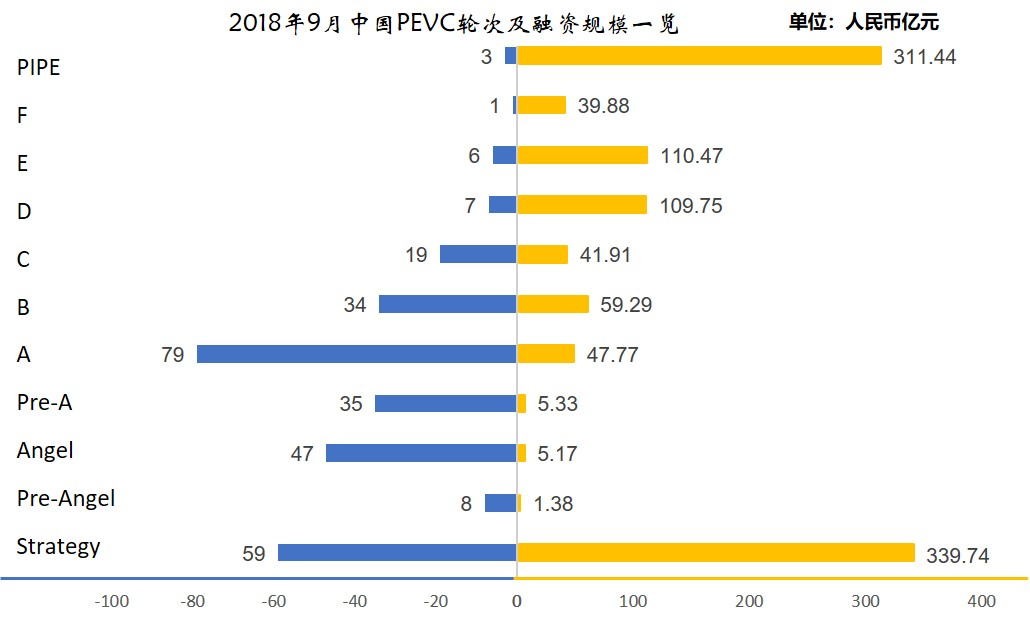 2018年9月中国PEVC轮次及融资规模一览
单位：人民币亿元
PIPE 3 311.44
F 1 39.88
E 6 110.47
D 7 109.75
C 19 41.91
B 34 59.29
A 79 47.77
Pre-A 35 5.33
Angel 47 5.17
Pre-Angel 8 1.38
Strategy 59 339.74
-100 -80 -60 -40 -20 0 100 200 300 400